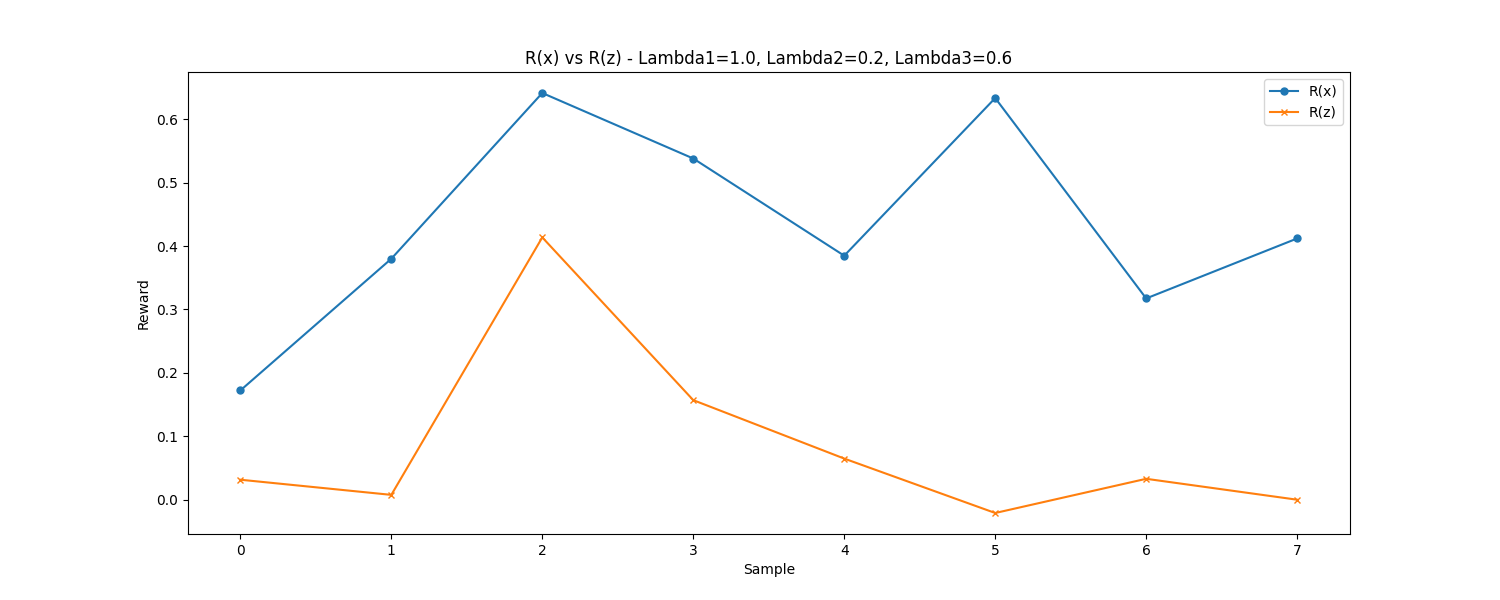 R(x) vs R(z) - Lambda1=1.0, Lambda2=0.2, Lambda3=0.6
R(x)
R(z)
0.6
0.5
0.4
0.3
0.2
0.1
0.0
Reward
0 1 2 3 4 5 6 7
Sample